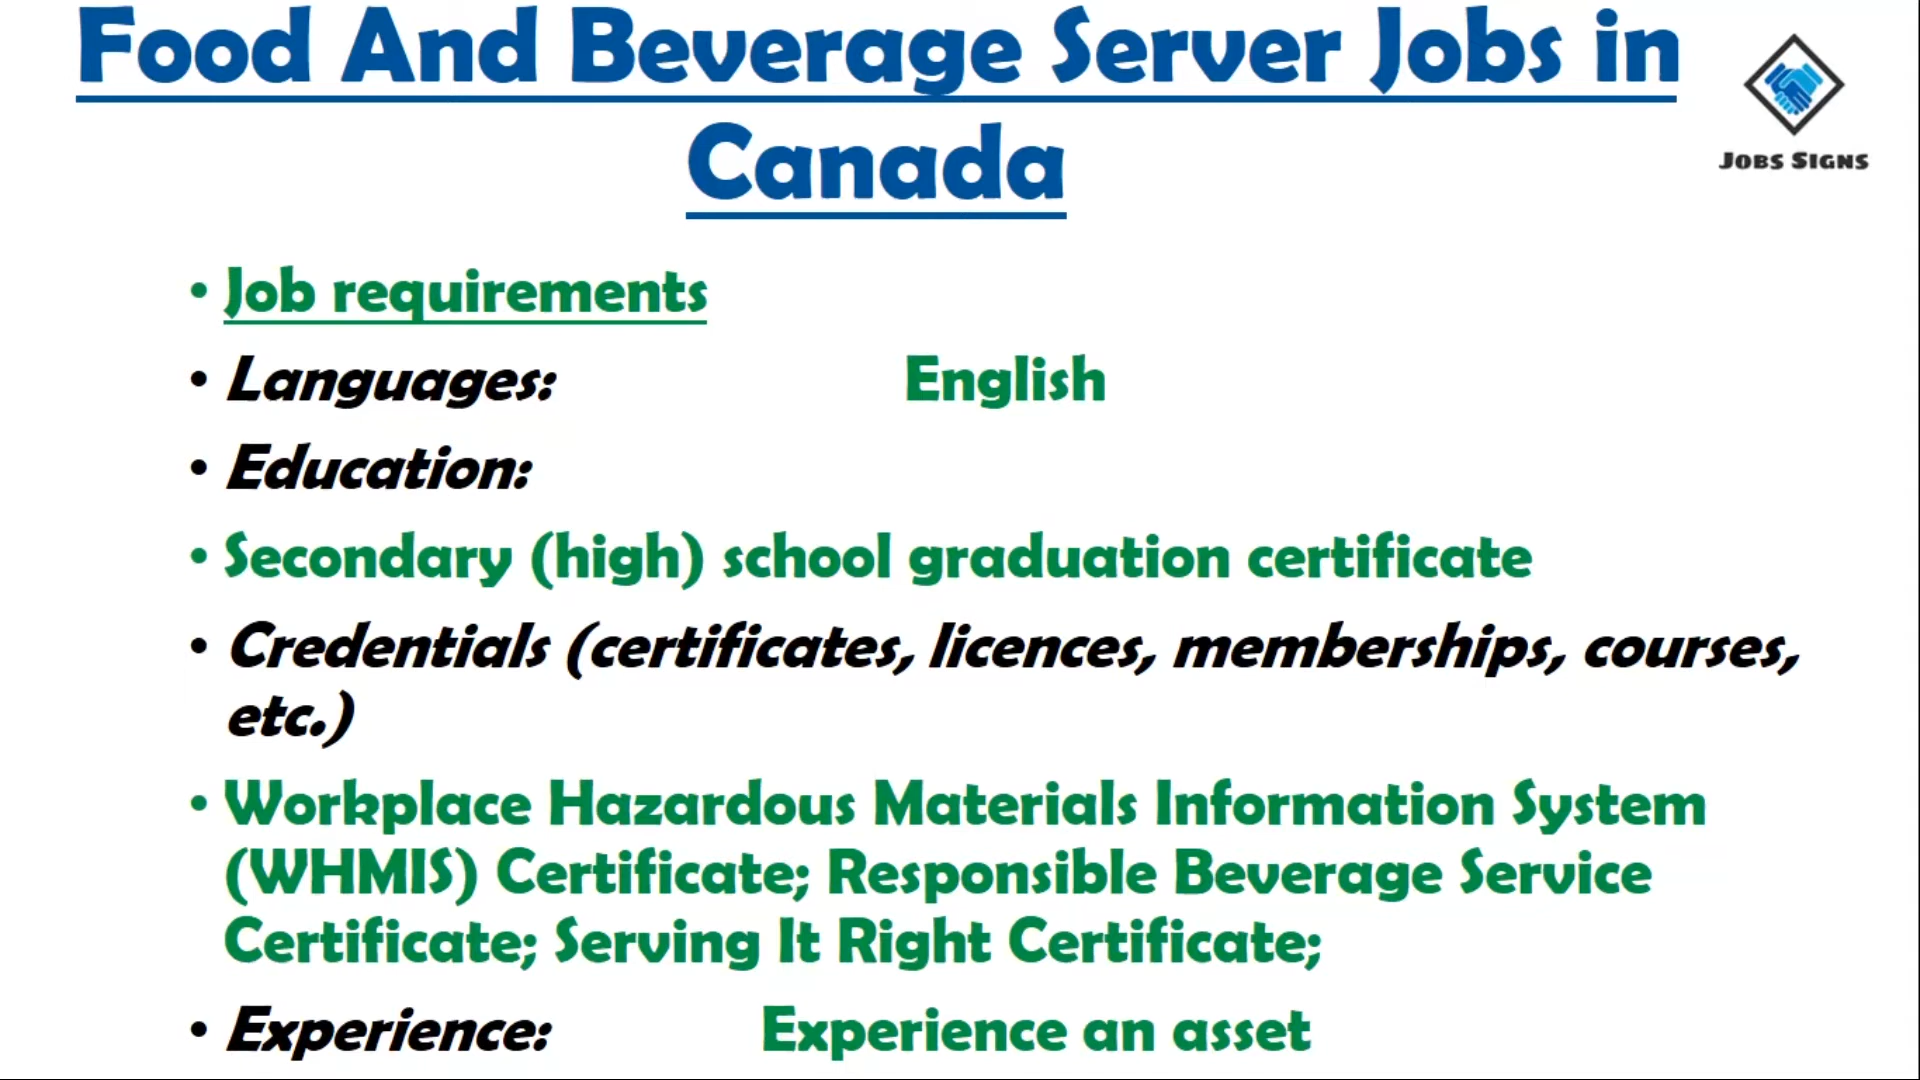 Food And Beverage Server Jobs in
Canada
JOBS SIGNS
• Job requirements
• Languages: English
• Education:
• Secondary (high) school graduation certificate
• Credentials (certificates, licences, memberships, courses,
etc.)
• Workplace Hazardous Materials Information System
(WHMIS) Certificate; Responsible Beverage Service
Certificate; Serving It Right Certificate;
• Experience: Experience an asset